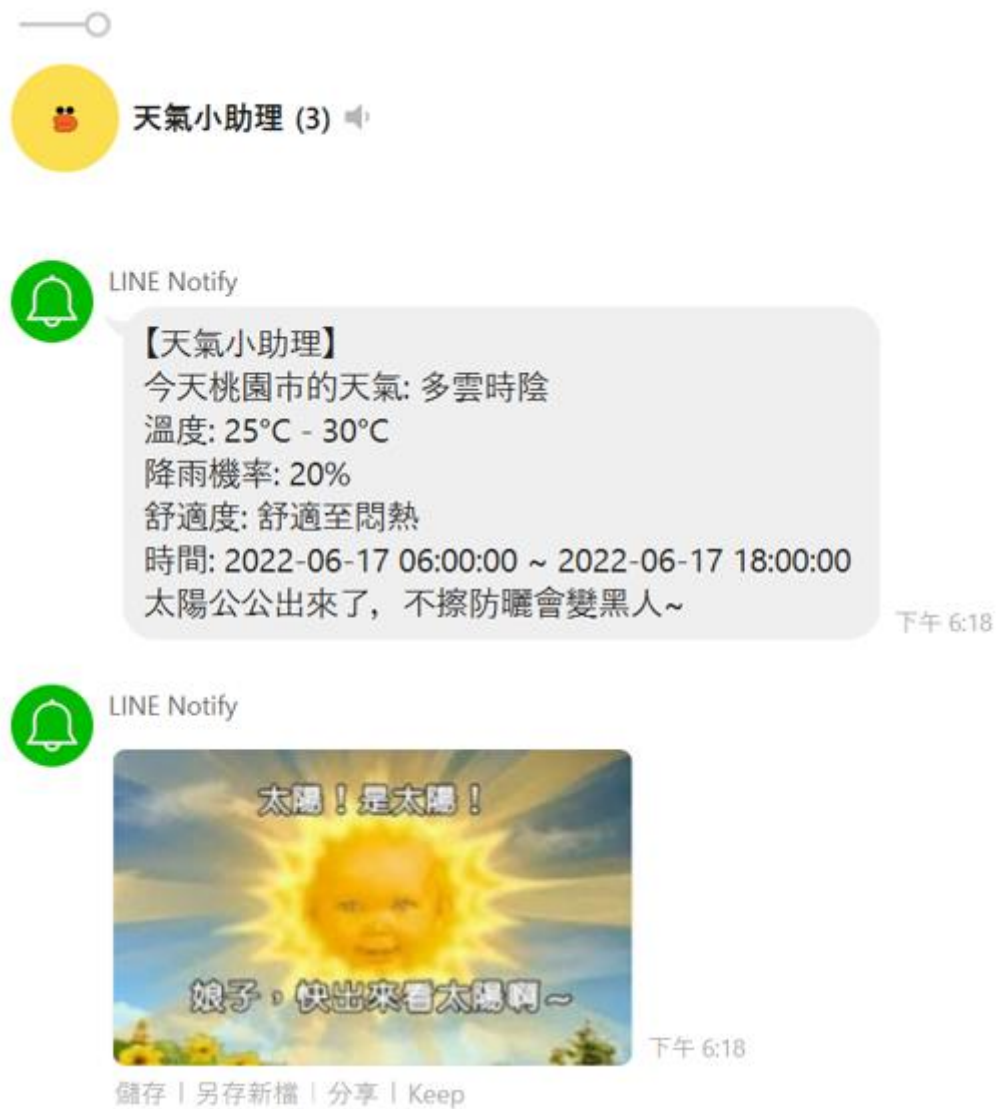 天氣小助理 (3)
LINE Notify
【天氣小助理】
今天桃園市的天氣: 多雲時陰
溫度: 25°C - 30°C
降雨機率: 20%
舒適度: 舒適至悶熱
時間: 2022-06-17 06:00:00 ~ 2022-06-17 18:00:00
太陽公公出來了，不擦防曬會變黑人~
下午 6:18
LINE Notify
太陽！是太陽！
娘子，快出來看太陽啊～
下午 6:18
儲存 | 另存新檔 | 分享 | Keep